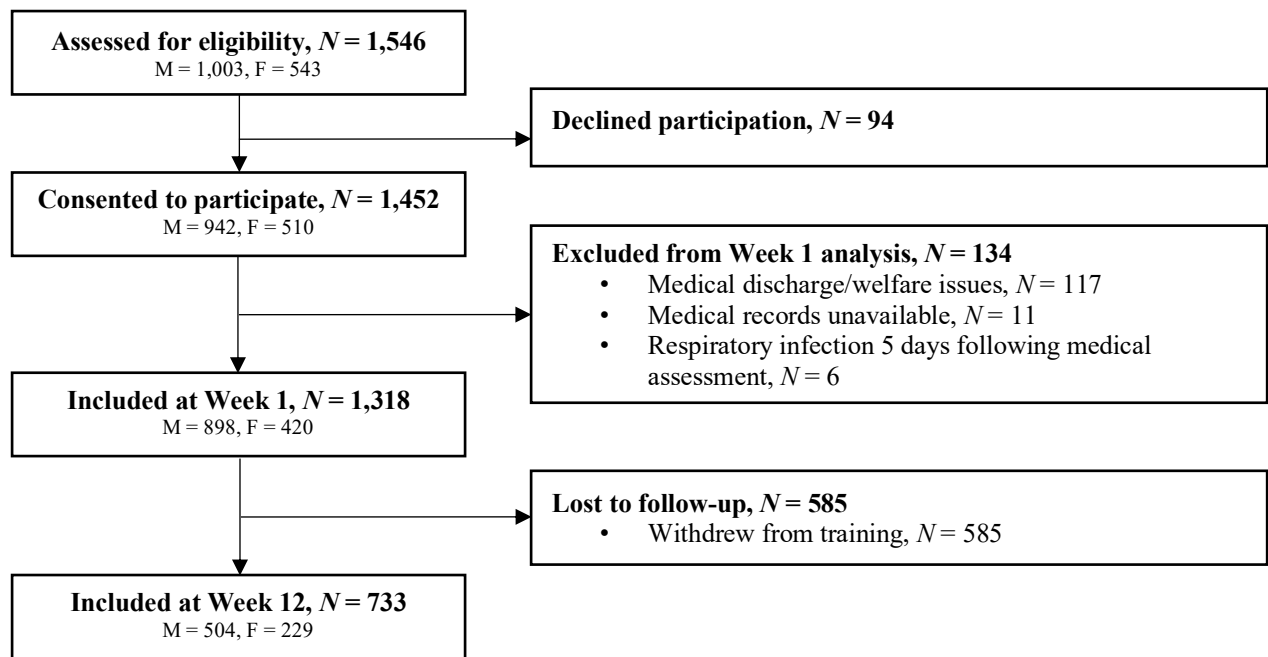 Assessed for eligibility, N = 1,546
M = 1,003, F = 543
Declined participation, N = 94
Consented to participate, N = 1,452
M = 942, F = 510
Excluded from Week 1 analysis, N = 134
• Medical discharge/welfare issues, N = 117
• Medical records unavailable, N = 11
• Respiratory infection 5 days following medical
assessment, N = 6
Included at Week 1, N = 1,318
M = 898, F = 420
Lost to follow-up, N = 585
• Withdrew from training, N = 585
Included at Week 12, N = 733
M = 504, F = 229